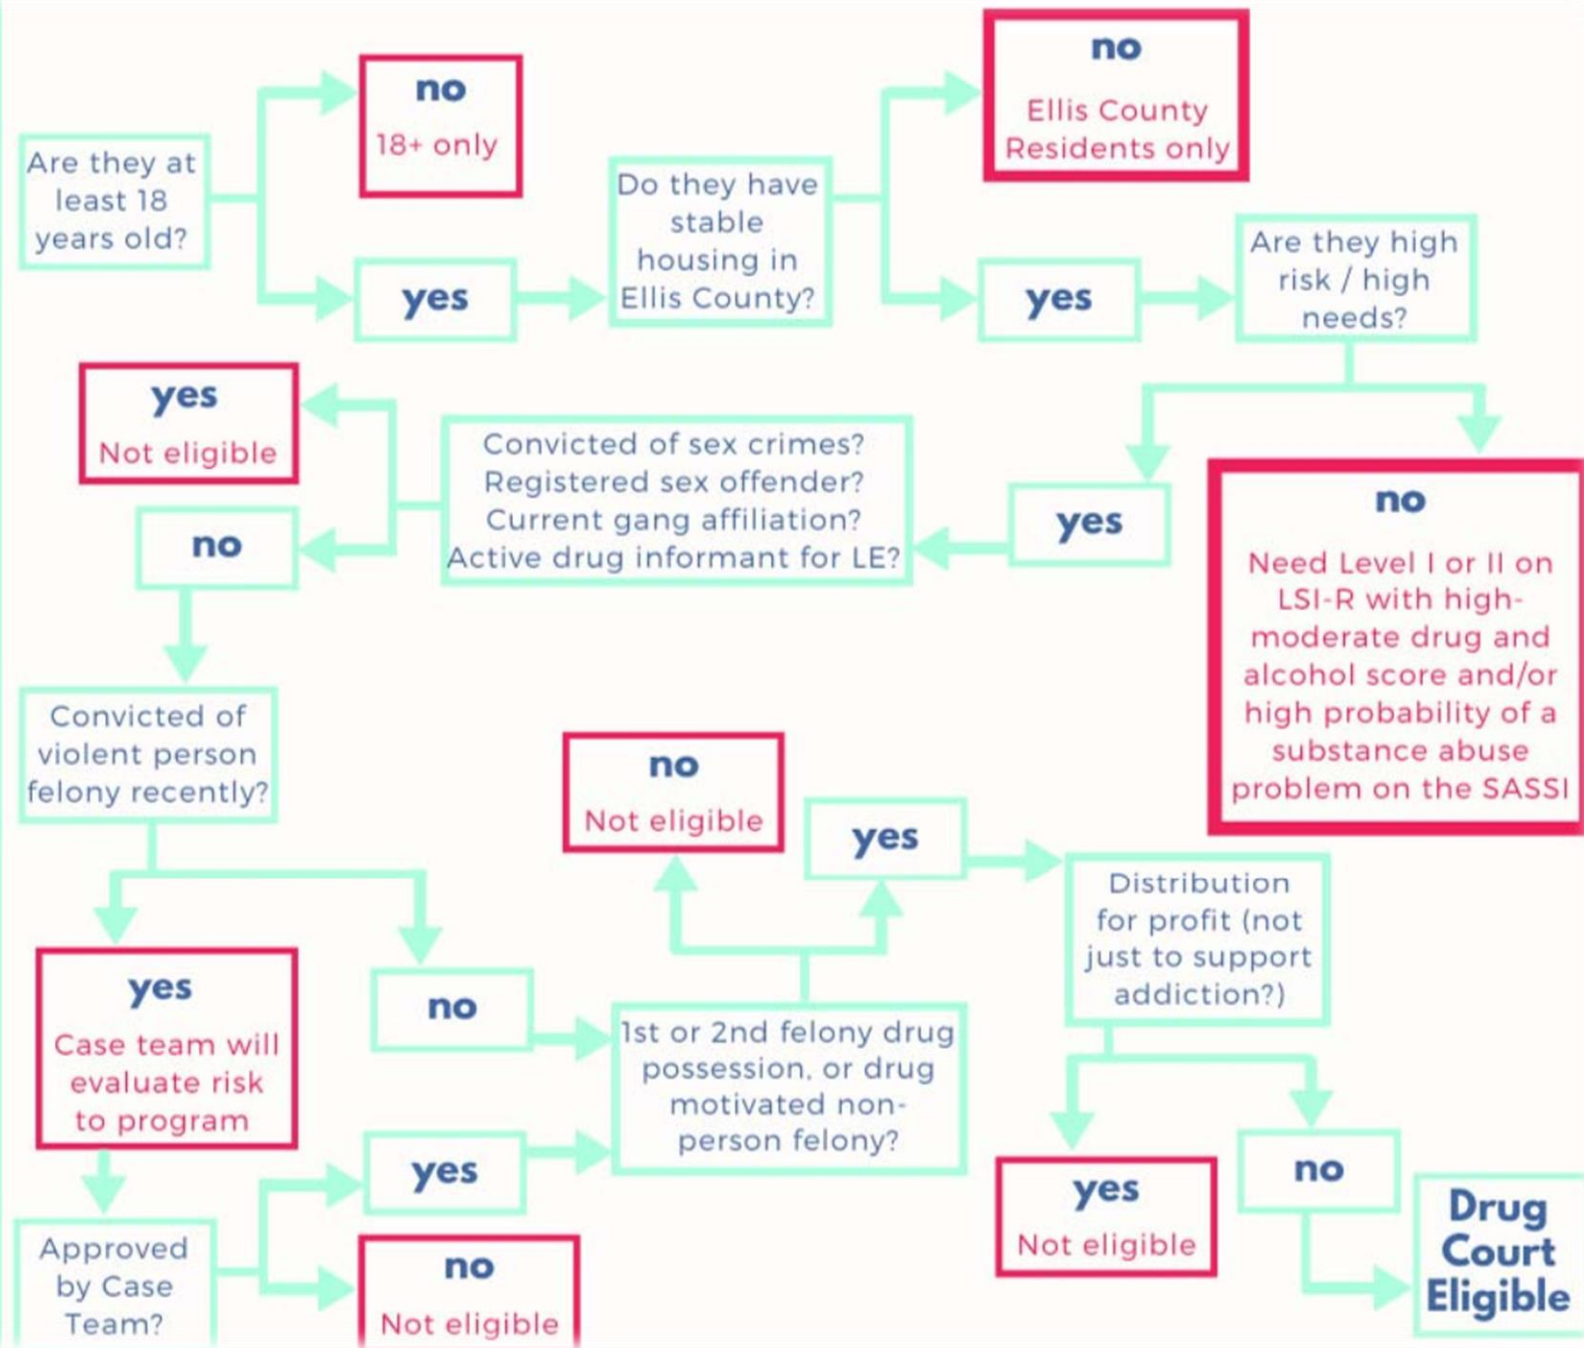 Are they at
least 18
years old?
no
18+ only
yes
Do they have
stable
housing in
Ellis County?
no
Ellis County
Residents only
yes
Are they high
risk / high
needs?
no
Need Level I or II on
LSI-R with high-
moderate drug and
alcohol score and/or
high probability of a
substance abuse
problem on the SASSI
yes
Convicted of sex crimes?
Registered sex offender?
Current gang affiliation?
Active drug informant for LE?
yes
Not eligible
no
Convicted of
violent person
felony recently?
yes
Case team will
evaluate risk
to program
Approved
by Case
Team?
yes
no
Not eligible
no
1st or 2nd felony drug
possession, or drug
motivated non-
person felony?
no
Not eligible
yes
Distribution
for profit (not
just to support
addiction?)
yes
Not eligible
no
Drug
Court
Eligible